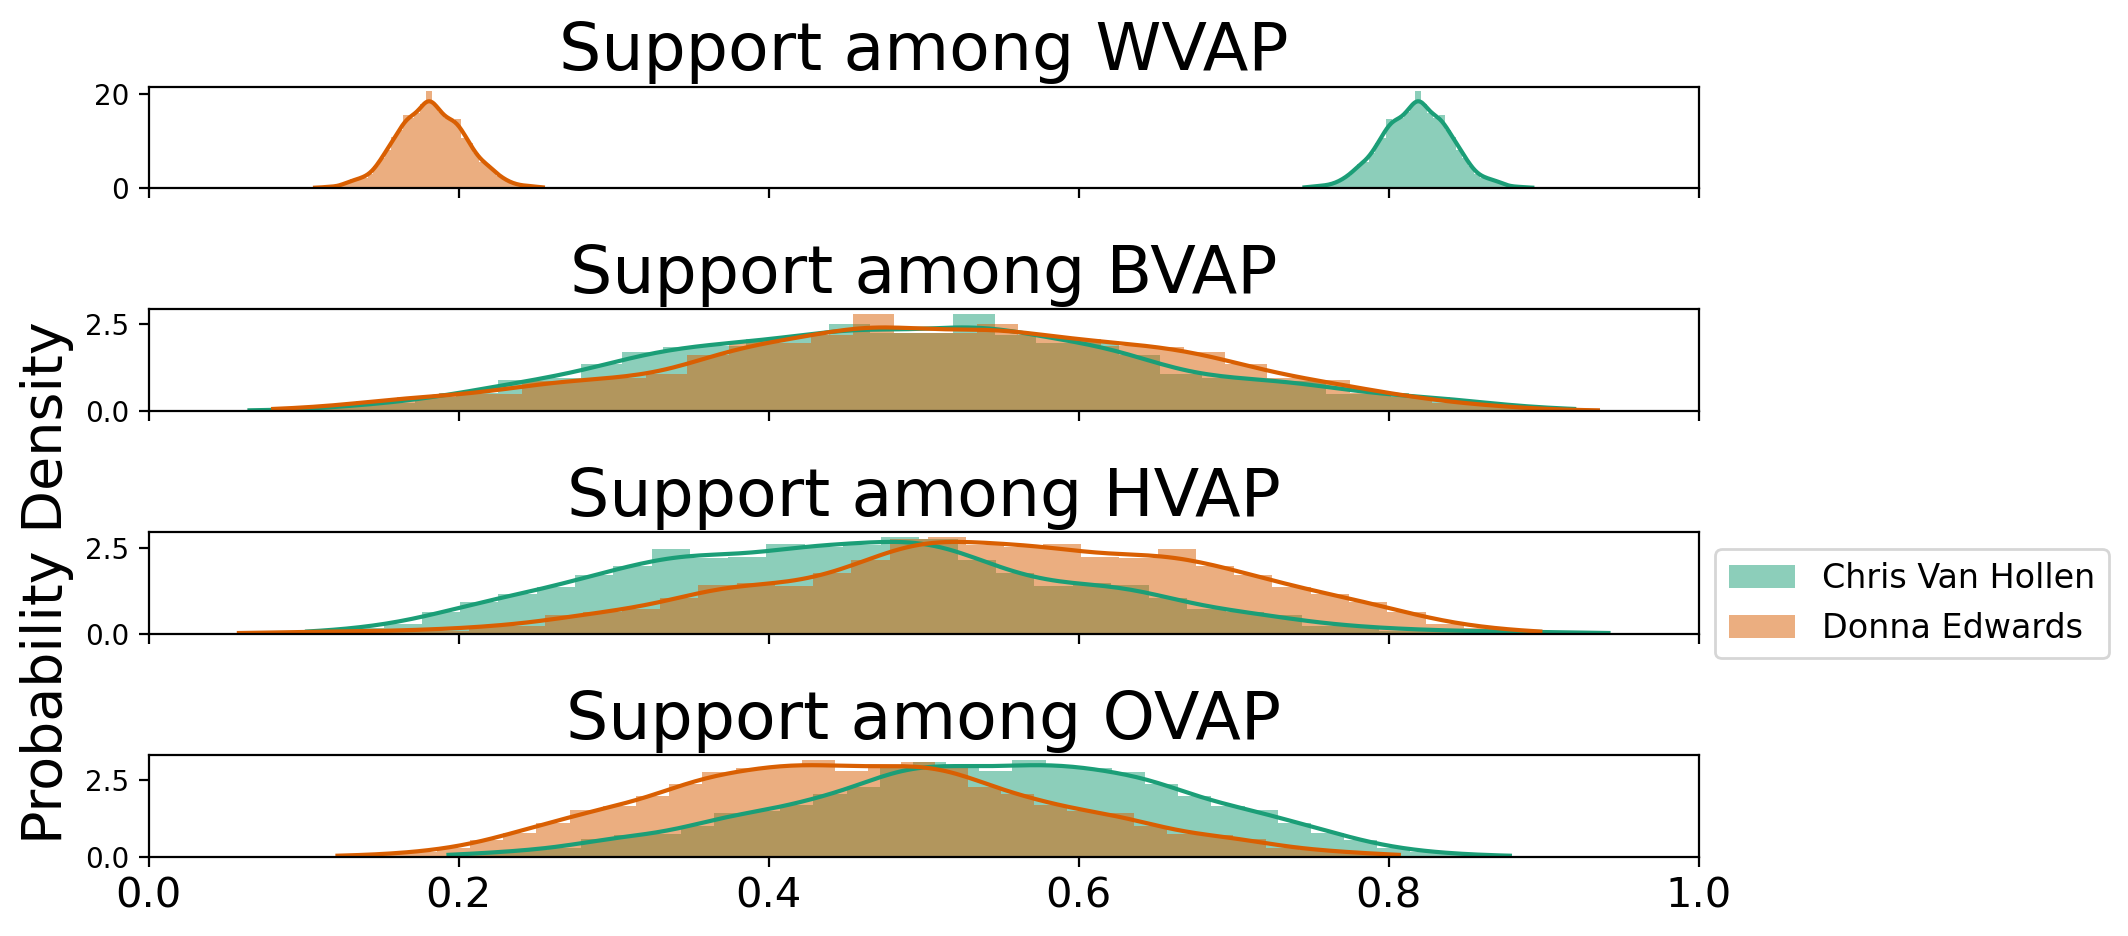 Support among WVAP
20
0
Support among BVAP
2.5
0.0
Support among HVAP
2.5
0.0
Support among OVAP
2.5
0.0
0.0 0.2 0.4 0.6 0.8 1.0
Probability Density
Chris Van Hollen
Donna Edwards